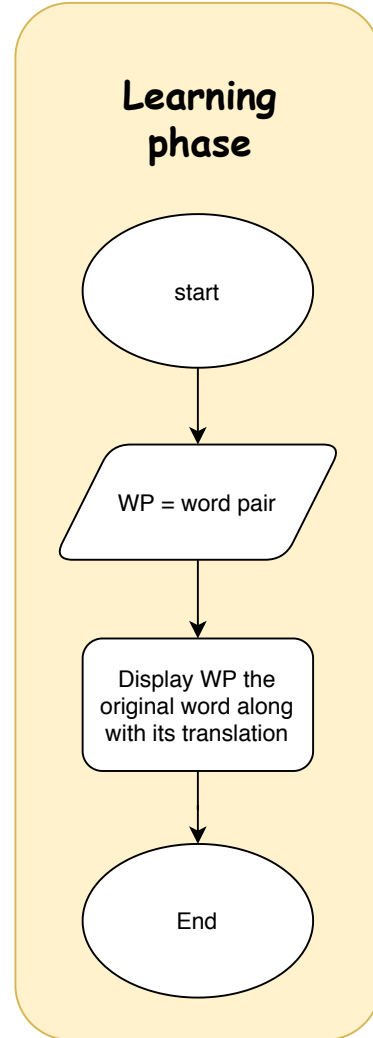 Learning
phase
start
WP = word pair
Display WP the
original word along
with its translation
End